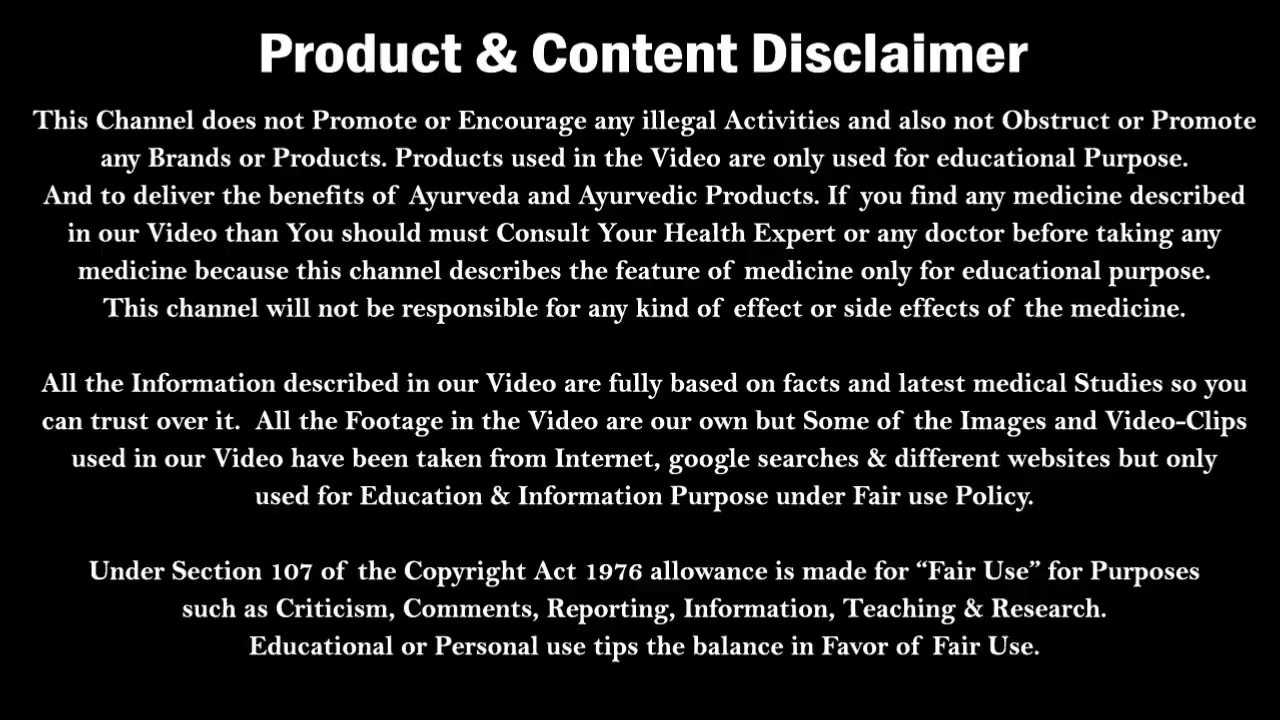 Product & Content Disclaimer
This Channel does not Promote or Encourage any illegal Activities and also not Obstruct or Promote
any Brands or Products. Products used in the Video are only used for educational Purpose.
And to deliver the benefits of Ayurveda and Ayurvedic Products. If you find any medicine described
in our Video than You should must Consult Your Health Expert or any doctor before taking any
medicine because this channel describes the feature of medicine only for educational purpose.
This channel will not be responsible for any kind of effect or side effects of the medicine.
All the Information described in our Video are fully based on facts and latest medical Studies so you
can trust over it. All the Footage in the Video are our own but Some of the Images and Video-Clips
used in our Video have been taken from Internet, google searches & different websites but only
used for Education & Information Purpose under Fair use Policy.
Under Section 107 of the Copyright Act 1976 allowance is made for “Fair Use” for Purposes
such as Criticism, Comments, Reporting, Information, Teaching & Research.
Educational or Personal use tips the balance in Favor of Fair Use.